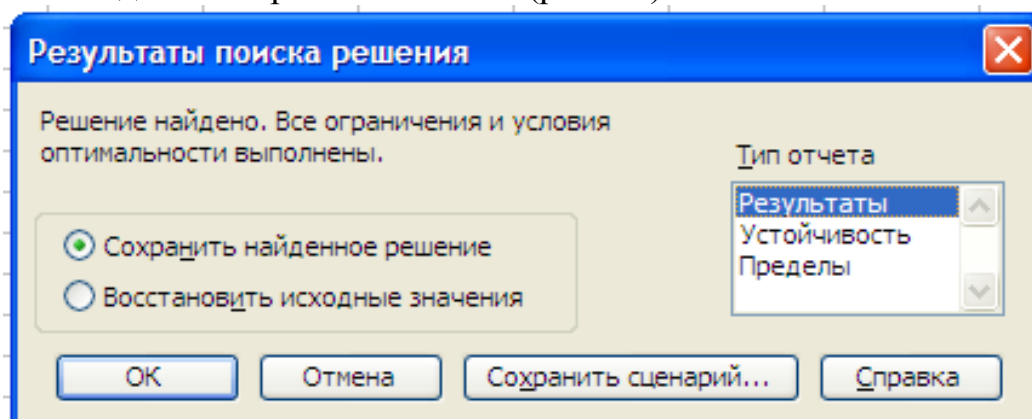 Результаты поиска решения
Решение найдено. Все ограничения и условия
оптимальности выполнены.
Тип отчета
Результаты
Устойчивость
Пределы
Сохранить найденное решение
Восстановить исходные значения
ОК
Отмена
Сохранить сценарий...
Справка